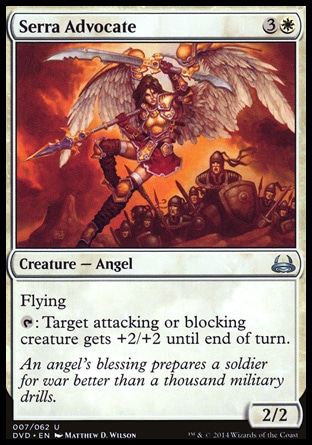 Serra Advocate 3
Creature — Angel
Flying
: Target attacking or blocking
creature gets +2/+2 until end of turn.
An angel's blessing prepares a soldier
for war better than a thousand military
drills.
2/2
007/062 U
DVD • EN Matthew D. Wilson ™ & © 2014 Wizards of the Coast